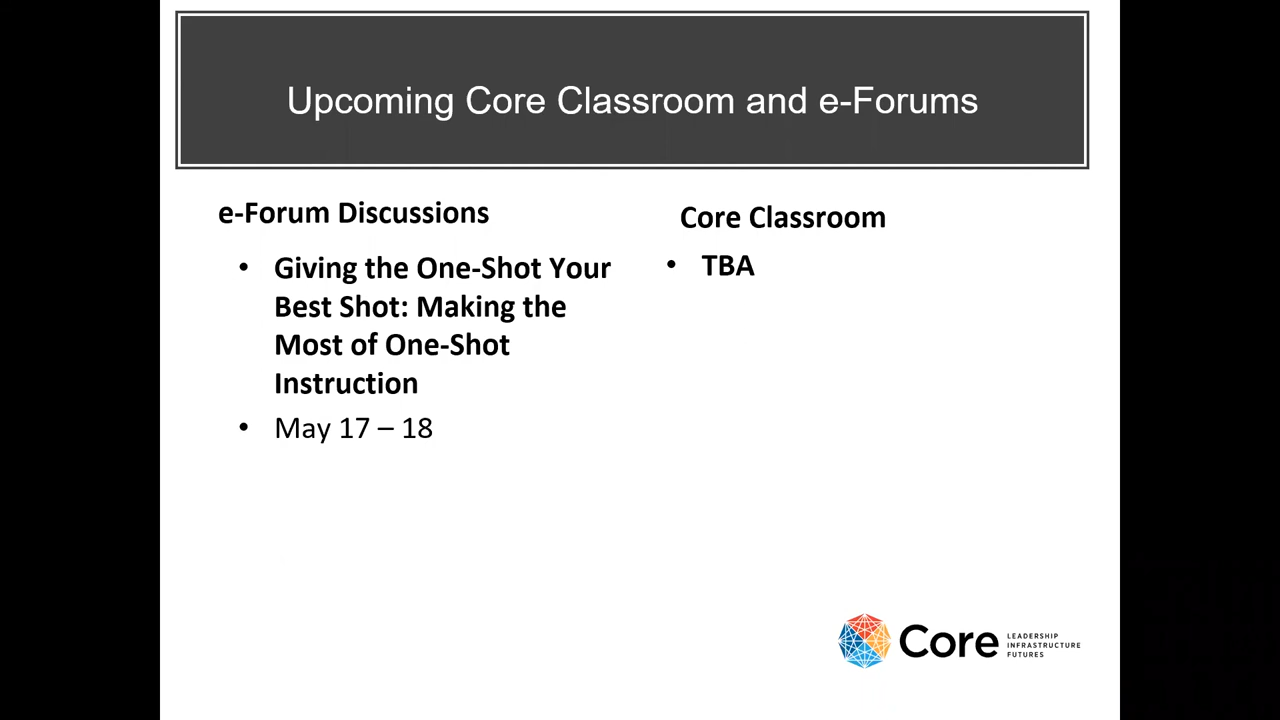 Upcoming Core Classroom and e-Forums
e-Forum Discussions
• Giving the One-Shot Your
Best Shot: Making the
Most of One-Shot
Instruction
• May 17 – 18
Core Classroom
• TBA
Core
LEADERSHIP
INFRASTRUCTURE
FUTURES